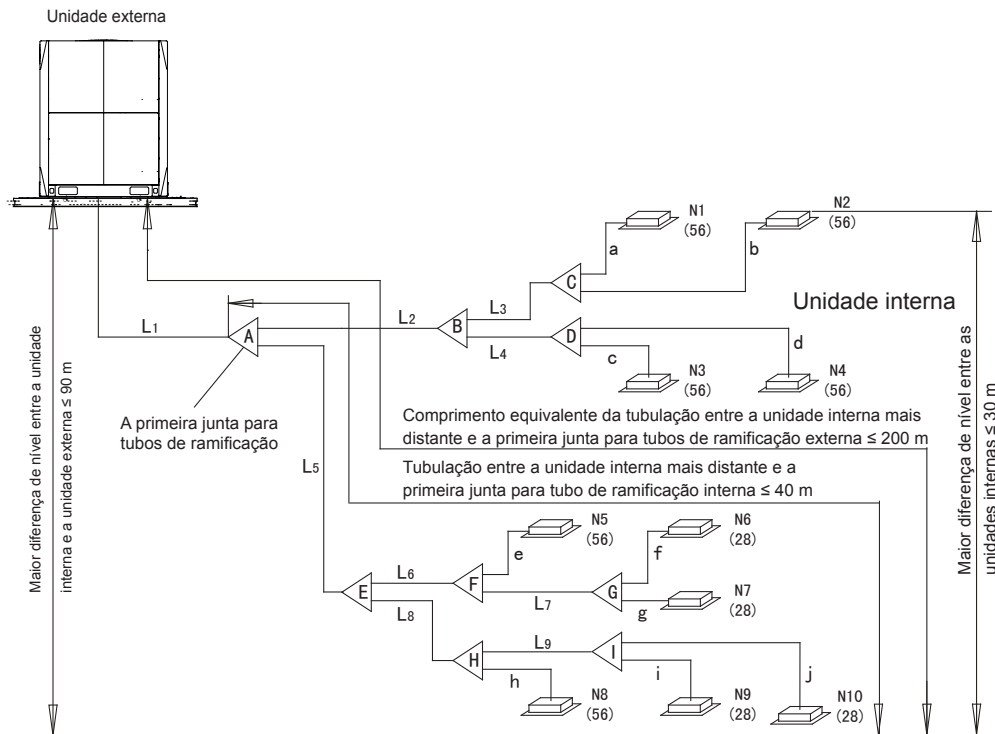 Unidade externa
N1
(56)
N2
(56)
a
b
C
L3
Unidade interna
L2
B
L1
A
L4
D
d
c
N3
(56)
N4
(56)
A primeira junta para
tubos de ramificação
Comprimento equivalente da tubulação entre a unidade interna mais
distante e a primeira junta para tubos de ramificação externa ≤ 200 m
L5
Tubulação entre a unidade interna mais distante e a
primeira junta para tubo de ramificação interna ≤ 40 m
Maior diferença de nível entre a unidade
interna e a unidade externa ≤ 90 m
Maior diferença de nível entre as
unidades internas ≤ 30 m
N5
(56)
N6
(28)
e
f
L6
F
G
N7
(28)
E
L7
g
L8
L9
I
H
h
i
j
N8
(56)
N9
(28)
N10
(28)